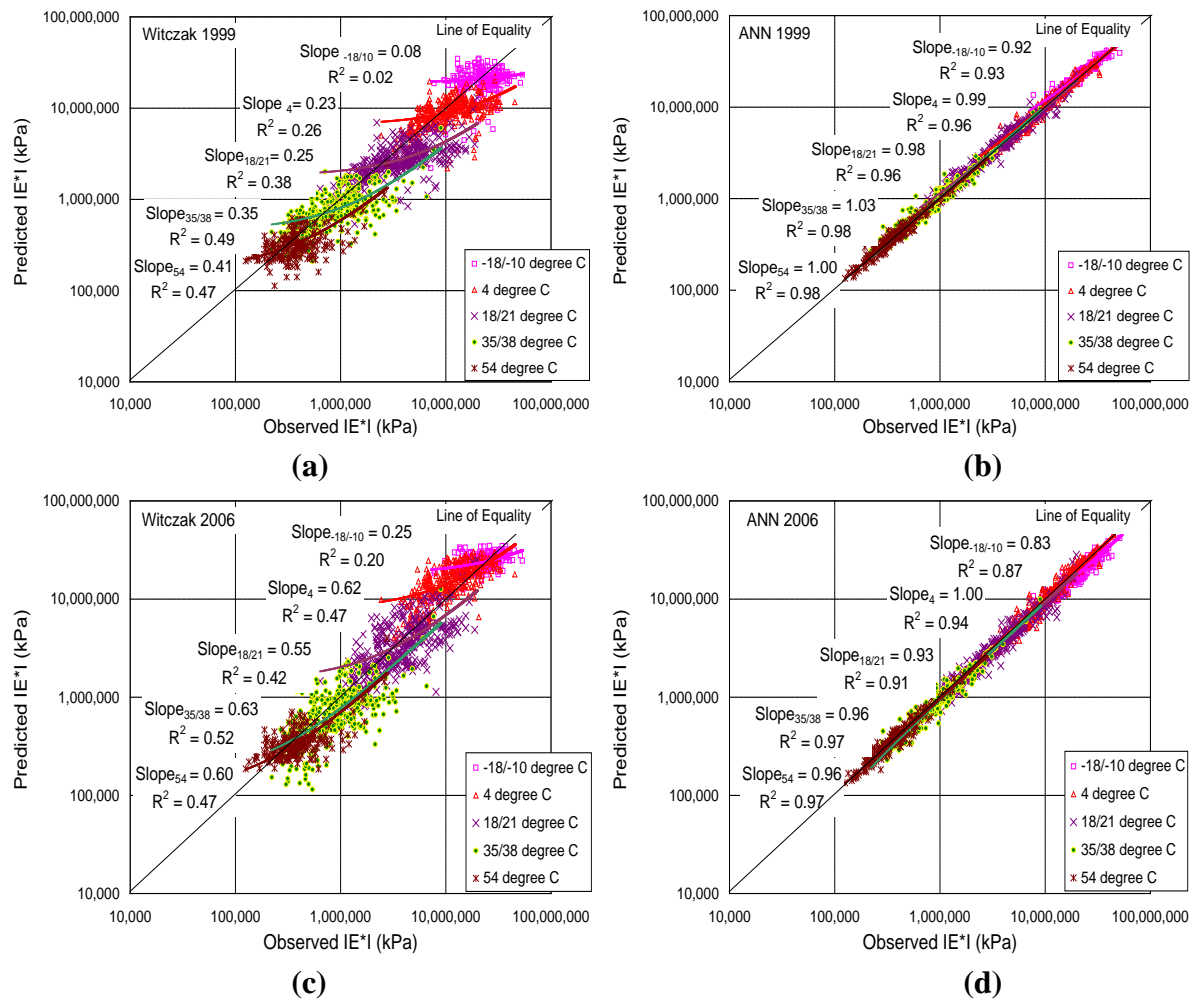 Witczak 1999
Line of Equality
Slope -18/10 = 0.08
R2 = 0.02
Slope 4 = 0.23
R2 = 0.26
Slope18/21 = 0.25
R2 = 0.38
Slope35/38 = 0.35
R2 = 0.49
Slope54 = 0.41
R2 = 0.47
100,000,000
10,000,000
1,000,000
100,000
10,000
Predicted IE*I (kPa)
-18/-10 degree C
4 degree C
18/21 degree C
35/38 degree C
54 degree C
10,000 100,000 1,000,000 10,000,000 100,000,000
Observed IE*I (kPa)
(a)
ANN 1999
Line of Equality
Slope-18/-10 = 0.92
R2 = 0.93
Slope4 = 0.99
R2 = 0.96
Slope18/21 = 0.98
R2 = 0.96
Slope35/38 = 1.03
R2 = 0.98
Slope54 = 1.00
R2 = 0.98
100,000,000
10,000,000
1,000,000
100,000
10,000
Predicted IE*I (kPa)
-18/-10 degree C
4 degree C
18/21 degree C
35/38 degree C
54 degree C
10,000 100,000 1,000,000 10,000,000 100,000,000
Observed IE*I (kPa)
(b)
Witczak 2006
Line of Equality
Slope-18/-10 = 0.25
R2 = 0.20
Slope4 = 0.62
R2 = 0.47
Slope18/21 = 0.55
R2 = 0.42
Slope35/38 = 0.63
R2 = 0.52
Slope54 = 0.60
R2 = 0.47
100,000,000
10,000,000
1,000,000
100,000
10,000
Predicted IE*I (kPa)
-18/-10 degree C
4 degree C
18/21 degree C
35/38 degree C
54 degree C
10,000 100,000 1,000,000 10,000,000 100,000,000
Observed IE*I (kPa)
(c)
ANN 2006
Line of Equality
Slope-18/-10 = 0.83
R2 = 0.87
Slope4 = 1.00
R2 = 0.94
Slope18/21 = 0.93
R2 = 0.91
Slope35/38 = 0.96
R2 = 0.97
Slope54 = 0.96
R2 = 0.97
100,000,000
10,000,000
1,000,000
100,000
10,000
Predicted IE*I (kPa)
-18/-10 degree C
4 degree C
18/21 degree C
35/38 degree C
54 degree C
10,000 100,000 1,000,000 10,000,000 100,000,000
Observed IE*I (kPa)
(d)